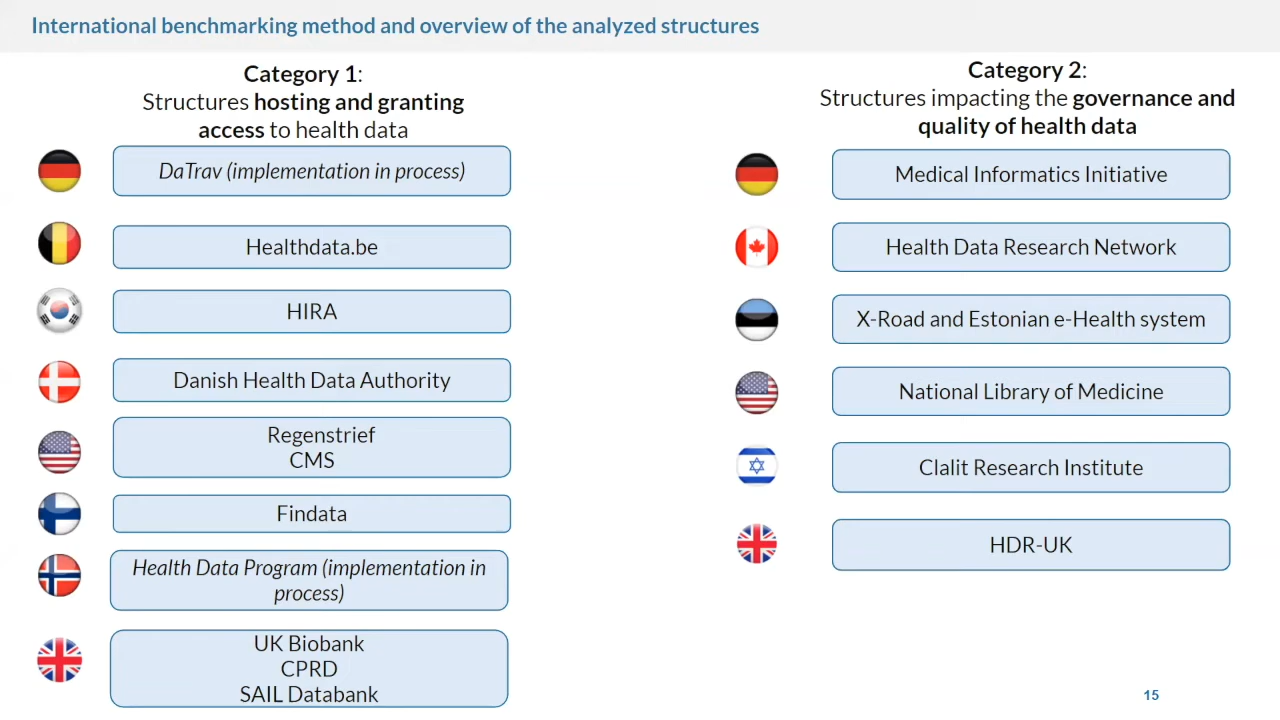 International benchmarking method and overview of the analyzed structures
Category 1:
Structures hosting and granting
access to health data
DaTrav (implementation in process)
Healthdata.be
HIRA
Danish Health Data Authority
Regenstrief
CMS
Findata
Health Data Program (implementation in
process)
UK Biobank
CPRD
SAIL Databank
Category 2:
Structures impacting the governance and
quality of health data
Medical Informatics Initiative
Health Data Research Network
X-Road and Estonian e-Health system
National Library of Medicine
Clalit Research Institute
HDR-UK
15